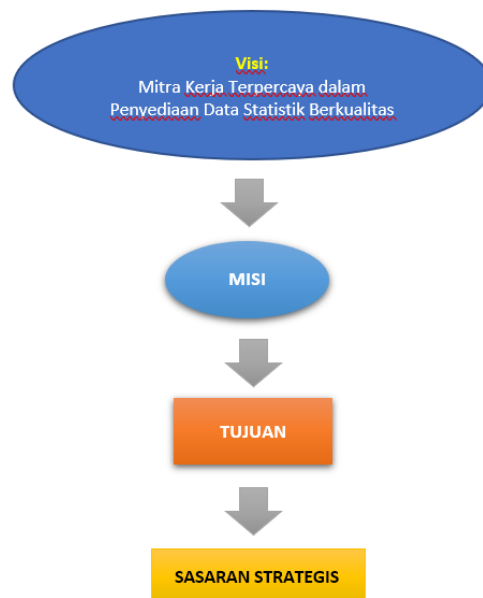 Visi:
Mitra Kerja Terpercaya dalam
Penyediaan Data Statistik Berkualitas
MISI
TUJUAN
SASARAN STRATEGIS